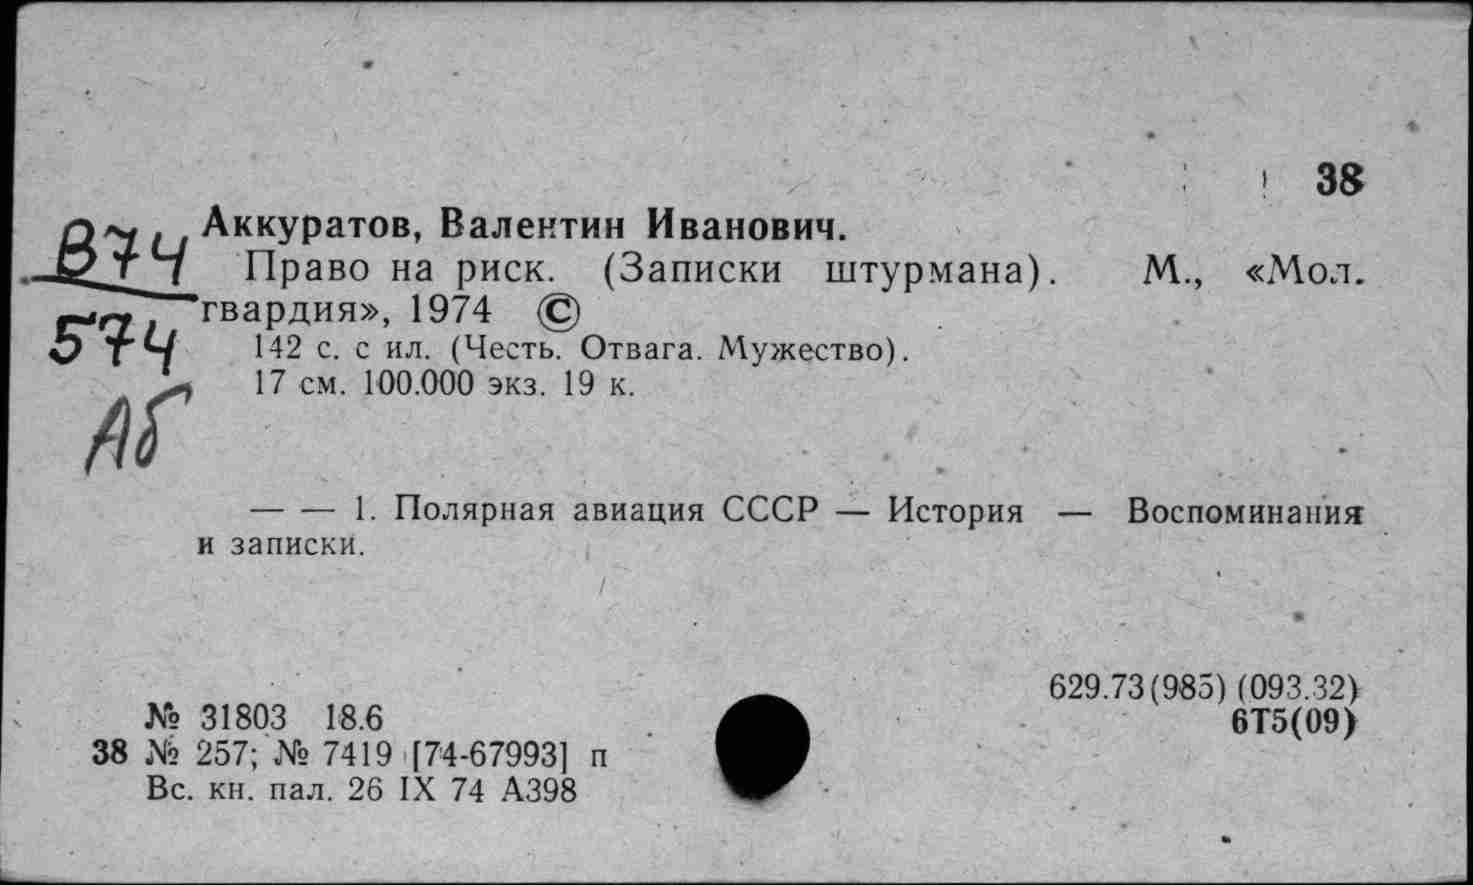 38
Аккуратов, Валентин Иванович.
В74
Право на риск. (Записки штурмана). М., «Мол.
гвардия», 1974 ©
574
142 с. с ил. (Честь. Отвага. Мужество).
17 см. 100.000 экз. 19 к.
— — 1. Полярная авиация СССР — История — Воспоминания
и записки.
629.73(985) (093.32)
6Т5(09)
№ 31803 18.6
38 № 257; № 7419 [74-67993] п
Вс. кн. пал. 26 IX 74 А398